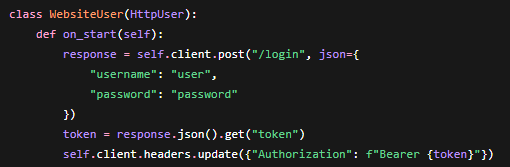 class WebsiteUser(HttpUser):
    def on_start(self):
        response = self.client.post("/login", json={
            "username": "user",
            "password": "password"
        })
        token = response.json().get("token")
        self.client.headers.update({"Authorization": f"Bearer {token}"})